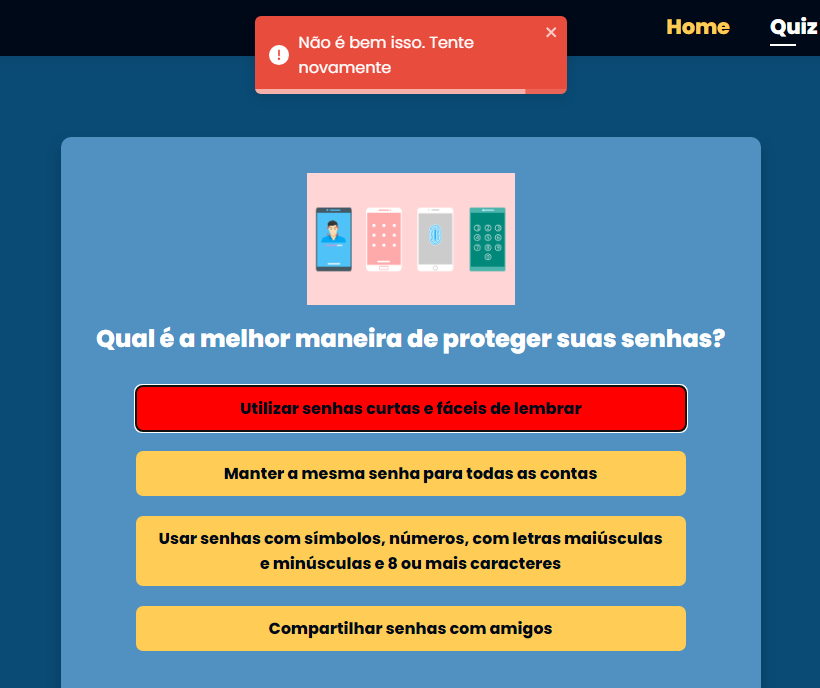 Home Quiz
Não é bem isso. Tente
novamente
Qual é a melhor maneira de proteger suas senhas?
Utilizar senhas curtas e fáceis de lembrar
Manter a mesma senha para todas as contas
Usar senhas com símbolos, números, com letras maiúsculas
e minúsculas e 8 ou mais caracteres
Compartilhar senhas com amigos